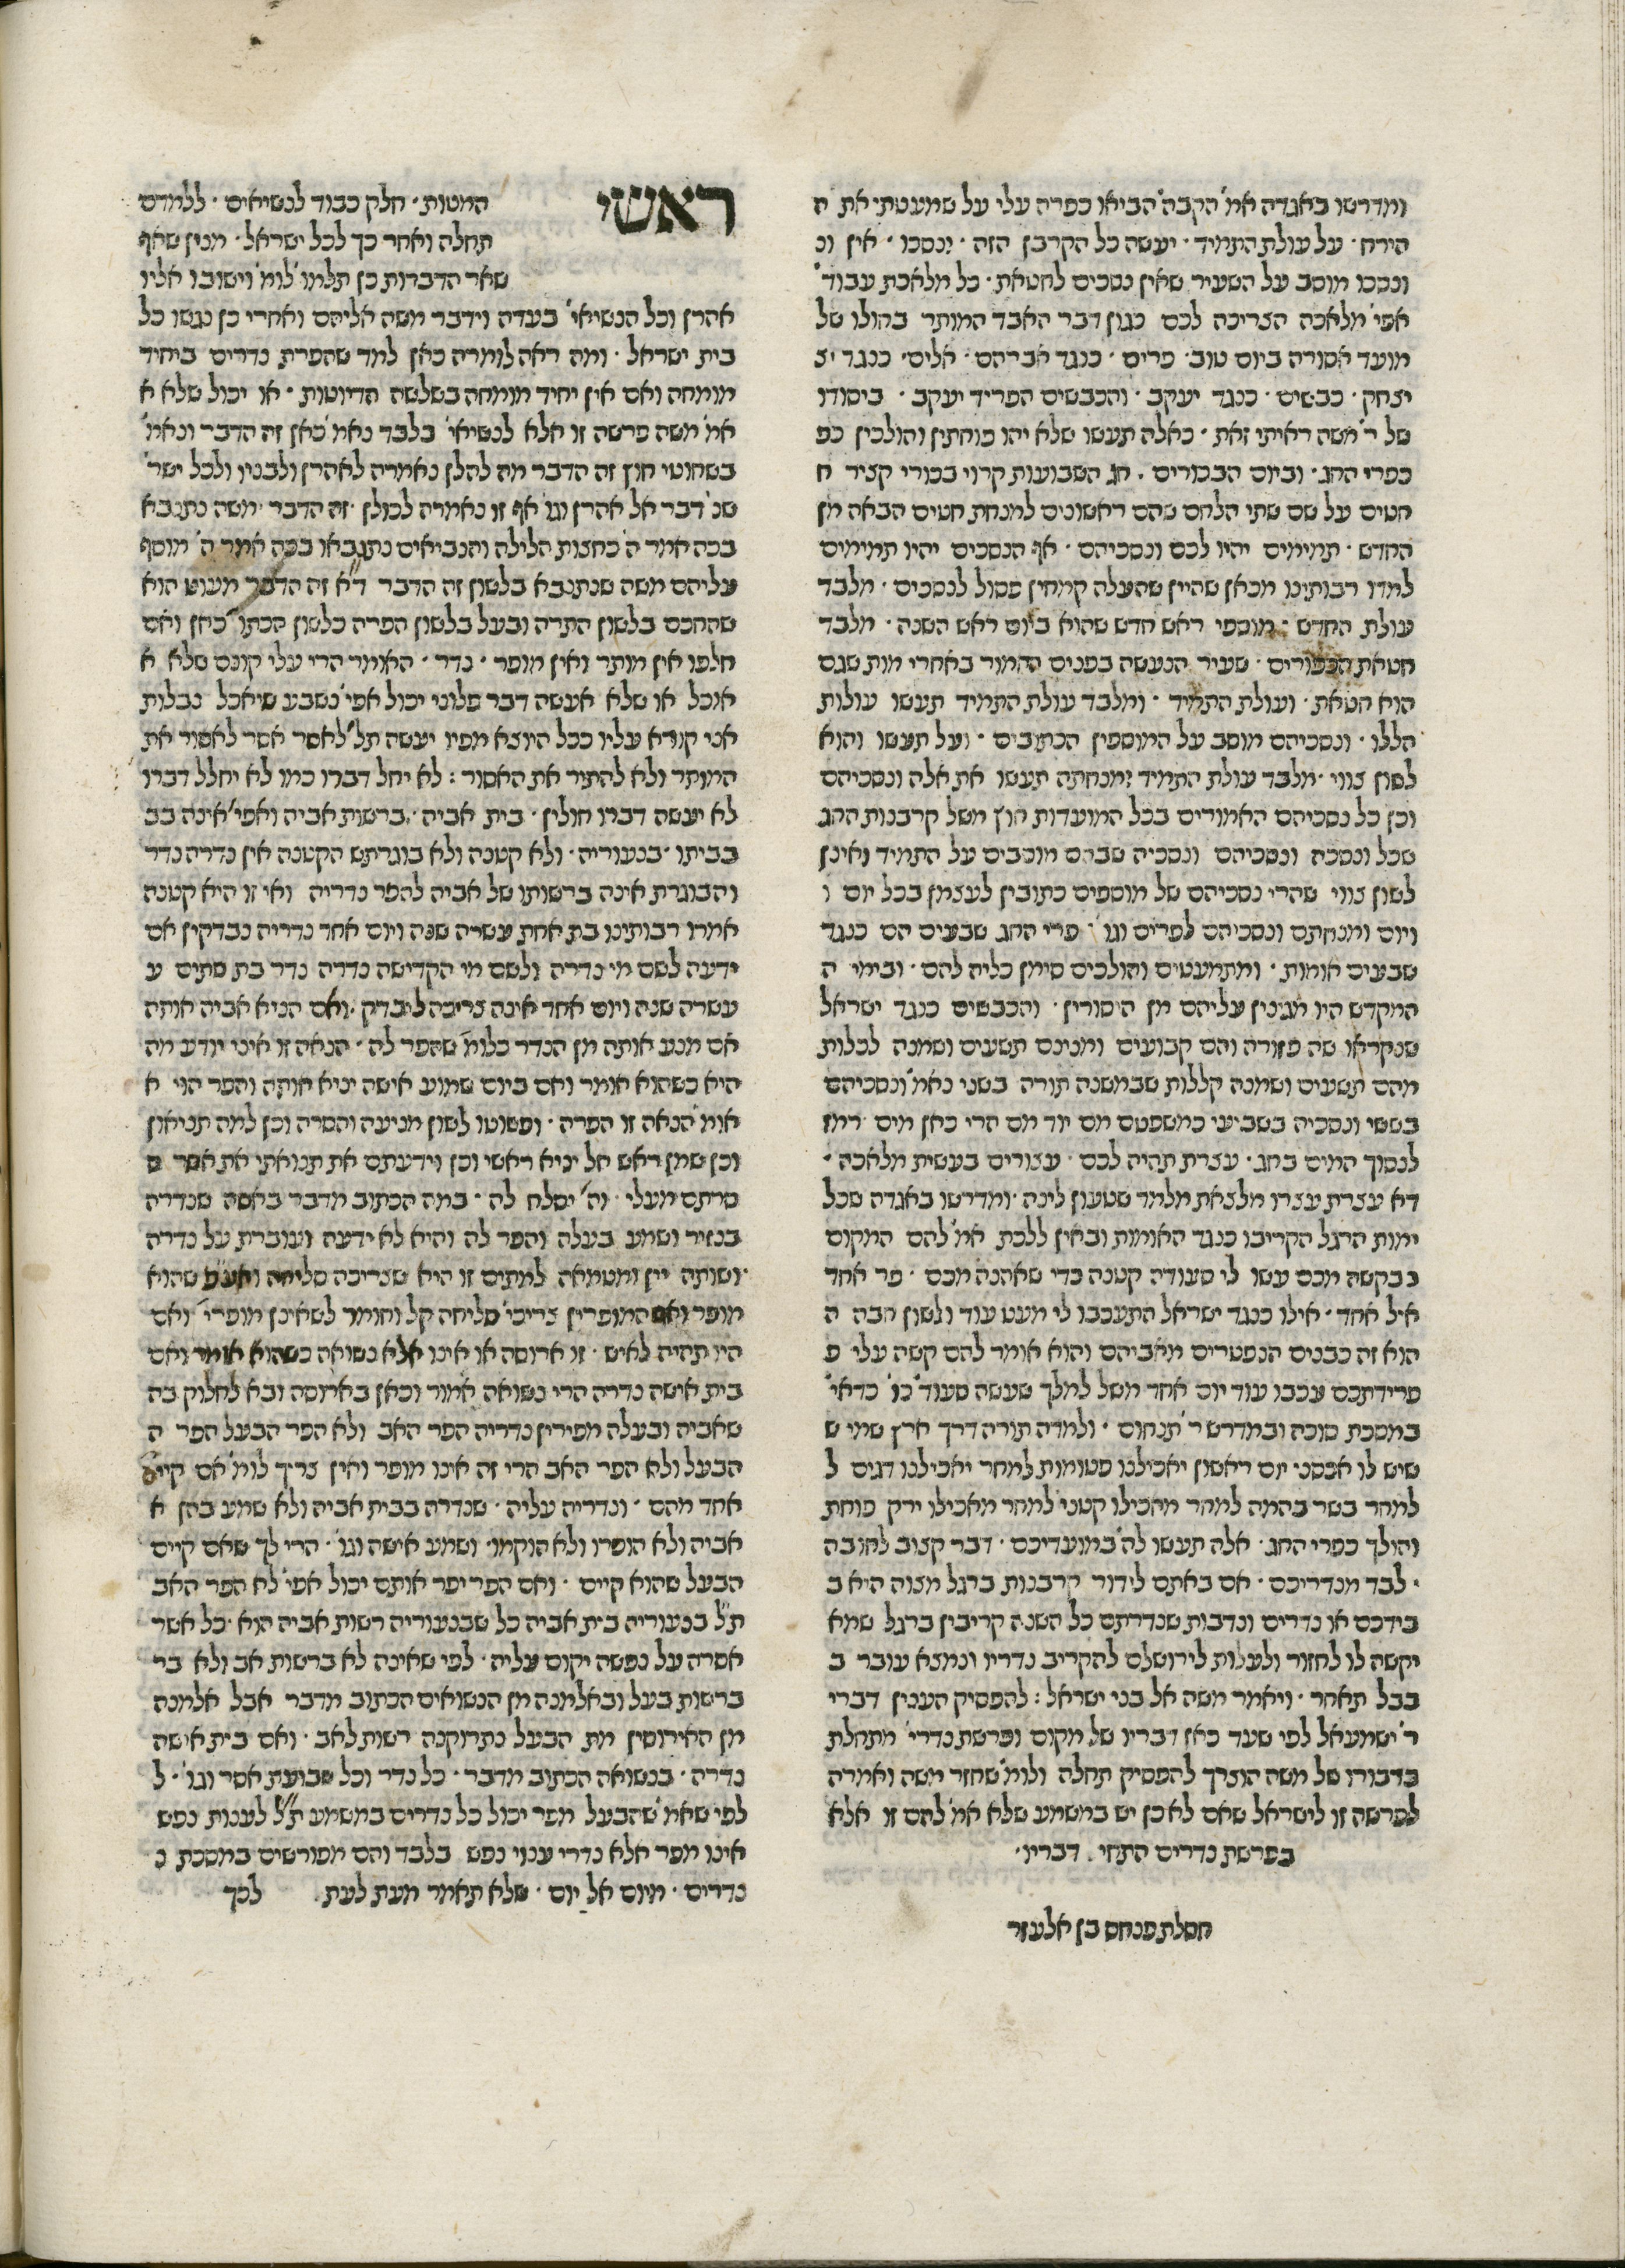 ומדרשו באגדה אמ' הקבה' הביאו כפרה עלי על שמעטתי את ה
הירח· על עולת התמיד· יעשה כל הקרבן הזה· ונסכו· אין ונ
ונסכו מוסב על השעיר שאין נסכים לחטאת· כל מלאכת עבוד'
אפי' מלאכה הצריכה לכם כגון דבר האבד המותר בחולו של
מועד אסורה ביום טוב· פרים· כנגד אברהם· אלים· כנגד יצ
יצחק· כבשים· כנגד יעקב· והכבשים הפריד יעקב· ביסודו
של ר' משה ראיתי זאת· כאלה תעשו שלא יהו פוחתין והולכין כפ
כפרי החג· וביום הבכורים· חג השבועות קרוי בכורי קציר ח
חטים על שם שתי הלחם שהם ראשונים למנחת חטים הבאה מן
החדש· תמימים יהיו לכם ונסכיהם· אף הנסכים יהיו תמימים
למדו רבותינו מכאן שהיין שהעלה קמחין פסול לנסכים· מלבד
עולת החדש· מוספי ראש חדש שהוא ביום ראש השנה· מלבד
חטאת הכפורים· שעיר הנעשה בפנים האמור באחרי מות שגם
הוא חטאת· ועולת התמיד· ומלבד עולת התמיד תעשו עולות
הללו· ונסכיהם מוסב על המוספין הכתובים· ועל תעשו והוא
לשון צווי· מלבד עולת התמיד ומנחתה תעשו את אלה ונסכיהם
וכן כל נסכיהם האמורים בכל המועדות חוץ משל קרבנות החג
שכל ונסכה ונסכיהם ונסכיה שבהם מוסבים על התמיד ואינן
לשון צווי שהרי נסכיהם של מוספים כתובין לעצמן בכל יום ו
ויום ומנחתם ונסכיהם לפרים וגו'· פרי החג שבעים הם כנגד
שבעים אומות· ומתמעטים והולכים סימן כליה להם· ובימי ה
המקדש היו מגינין עליהם מן היסורין· והכבשים כנגד ישראל
שנקראו שה פזורה והם קבועים ומנינם תשעים ושמנה לכלות
מהם תשעים ושמנה קללות שבמשנה תורה בשני נאמ' ונסכיהם
בששי ונסכיה בשביעי כמשפטם מם יוד מם הרי כאן מים· רמז
לנסוך המים בחג· עצרת תהיה לכם· עצורים בעשית מלאכה·
דא עצרת עצרו מלצאת מלמד שטעון לינה· ומדרשו באגדה שכל
ימות הרגל הקריבו כנגד האומות ובאין ללכת אמ' להם המקום
בבקשה מכם עשו לי סעודה קטנה כדי שאהנה מכם· פר אחד
איל אחד· אילו כנגד ישראל התעכבו לי מעט עוד ולשון חבה ה
הוא זה כבנים הנפטרים מאביהם והוא אומר להם קשה עלי פ
פרידתכם עכבו עוד יום אחד משל למלך שעשה סעוד' כו' כדאי'
במסכת סוכה ובמדרש ר' תנחום· ולמדה תורה דרך ארץ שמי ש
שיש לו אכסני יום ראשון יאכילנו פטומות למחר יאכילנו דגים ל
למחר בשר בהמה למחר מאכילו קטני' למחר מאכילו ירק פוחת
והולך כפרי החג· אלה תעשו לה' במועדיכם· דבר קצוב לחובה
לבד מנדריכם· אם באתם לידור קרבנות ברגל מצוה היא ב
בידכם או נדרים ונדבות שנדרתם כל השנה קריבין ברגל שמא
יקשה לו לחזור ולעלות לירושלם להקריב נדריו ונמצא עובר ב
בבל תאחר· ויאמר משה אל בני ישראל: להפסיק הענין דברי
ר' ישמעאל לפי שעד כאן דבריו של מקום ופרשת נדרי' מתחלת
בדבורו של משה הוצרך להפסיק תחלה ולומ' שחזר משה ואמרה
לפרשה זו לישראל שאם לא כן יש במשמע שלא אמ' להם זו אלא
בפרשת נדרים התחי· דבריו·
חסלת פנחס בן אלעזר
ראשי
המטות· חלק כבוד לנשיאים· ללמדם
תחלה ואחר כך לכל ישראל· מנין שאף
שאר הדברות כן תלמו' לומ' וישובו אליו
אהרן וכל הנשיאי' בעדה וידבר משה אליהם ואחרי כן נגשו כל
בית ישראל· ומה ראה לומרה כאן למד שהפרת נדרים ביחיד
מומחה ואם אין יחיד מומחה בשלשה הדיוטות· או יכול שלא א
אמ' משה פרשה זו אלא לנשיאי' בלבד נאמ' כאן זה הדבר ונאמ'
בשחוטי חוץ זה הדבר מה להלן נאמרה לאהרן ולבניו ולכל ישר'
שנ' דבר אל אהרן וגו' אף זו נאמרה לכולן· זה הדבר· משה נתנבא
בכה אמר ה' כחצות הלילה והנביאים נתנבאו בכה אמר ה' מוסף
עליהם משה שנתנבא בלשון זה הדבר ד"א זה הדבר מעוט הוא
שהחכם בלשון התרה ובעל בלשון הפרה כלשון הכתו' כאן ואם
חלפו אין מותר ואין מופר· נדר· האומר הרי עלי קונם שלא א
אוכל או שלא אעשה דבר פלוני יכול אפי' נשבע שיאכל נבלות
אני קורא עליו ככל היוצא מפיו יעשה תל' לאסר אסר לאסור את
המותר ולא להתיר את האסור: לא יחל דברו כמו לא יחלל דברו
לא יעשה דברו חולין· בית אביה· ברשות אביה ואפי' אינה בב
בביתו· בנעוריה· ולא קטנה ולא בוגרתש הקטנה אין נדרה נדר
והבוגרת אינה ברשותו של אביה להפר נדריה ואי זו היא קטנה
אמרו רבותינו בת אחת עשרה שנה ויום אחד נדריה נבדקין אם
ידעה לשם מי נדרה ולשם מי הקדישה נדרה נדר בת שתים ע
עשרה שנה ויום אחד אינה צריכה ליבדק· ואם הניא אביה אותה
אם מנע אותה מן הנדר כלומ' שהפר לה· הנאה זו איני יודע מה
היא כשהוא אומר ואם ביום שמוע אישה יניא אותה והפר הוי א
אומ' הנאה זו הפרה· ופשוטו לשון מניעה והסרה וכן למה תניאון
וכן שמן ראש אל יניא ראשי וכן וידעתם את תנואתי את אשר ס
סרתם מעלי· וה' יסלח לה· במה הכתוב מדבר באשה שנדרה
בנזיר ושמע בעלה והפר לה והיא לא ידעה ועוברת על נדרה
ושותה יין ומטמאה למתים זו היא שצריכה סליחה ואע"פ שהוא
מופר ואם המופרין צריכי' סליחה קל וחומר לשאינן מופרי' ואם
היו תהיה לאיש· זו ארוסה או אינו אלא נשואה כשהוא אומר ואם
בית אישה נדרה הרי נשואה אמור וכאן בארוסה ובא לחלוק בה
שאביה ובעלה מפירין נדריה הפר האב ולא הפר הבעל הפר ה
הבעל ולא הפר האב הרי זה אינו מופר ואין צריך לומ' אם קיים
אחד מהם· ונדריה עליה· שנדרה בבית אביה ולא שמע בהן א
אביה ולא הופרו ולא הוקמו· ושמע אישה וגו'· הרי לך שאם קיים
הבעל שהוא קיים· ואם הפר יפר אותם יכול אפי' לא הפר האב
ת"ל בנעוריה בית אביה כל שבנעוריה רשות אביה הוא· כל אשר
אסרה על נפשה יקום עליה· לפי שאינה לא ברשות אב ולא בר
ברשות בעל ובאלמנה מן הנשואים הכתוב מדבר אבל אלמנה
מן האירוסין מת הבעל נתרוקנה רשות לאב· ואם בית אישה
נדרה· בנשואה הכתוב מדבר· כל נדר וכל שבועת אסר וגו'· ל
לפי שאמ' שהבעל מפר יכול כל נדרים במשמע ת"ל לענות נפש
אינו מפר אלא נדרי ענוי נפש בלבד והם מפורשים במסכת נ
נדרים· מיום אל יום· שלא תאמר מעת לעת· לכך